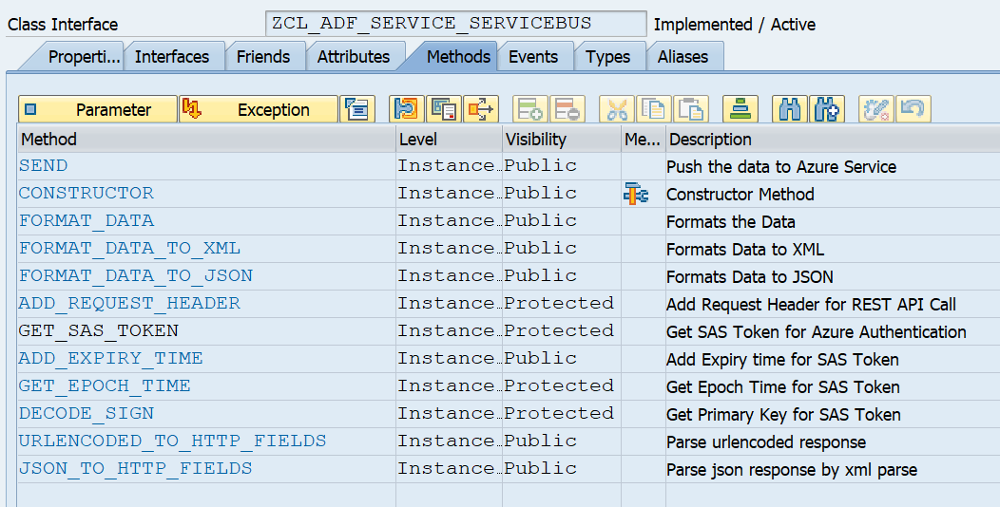 Class Interface ZCL_ADF_SERVICE_SERVICEBUS Implemented / Active
Properti... Interfaces Friends Attributes Methods Events Types Aliases
Parameter Exception
Method Level Visibility Me... Description
SEND Instance… Public Push the data to Azure Service
CONSTRUCTOR Instance… Public Constructor Method
FORMAT_DATA Instance… Public Formats the Data
FORMAT_DATA_TO_XML Instance… Public Formats Data to XML
FORMAT_DATA_TO_JSON Instance… Public Formats Data to JSON
ADD_REQUEST_HEADER Instance… Protected Add Request Header for REST API Call
GET_SAS_TOKEN Instance… Protected Get SAS Token for Azure Authentication
ADD_EXPIRY_TIME Instance… Public Add Expiry time for SAS Token
GET_EPOCH_TIME Instance… Protected Get Epoch Time for SAS Token
DECODE_SIGN Instance… Protected Get Primary Key for SAS Token
URLENCODED_TO_HTTP_FIELDS Instance… Public Parse urlencoded response
JSON_TO_HTTP_FIELDS Instance… Public Parse json response by xml parse